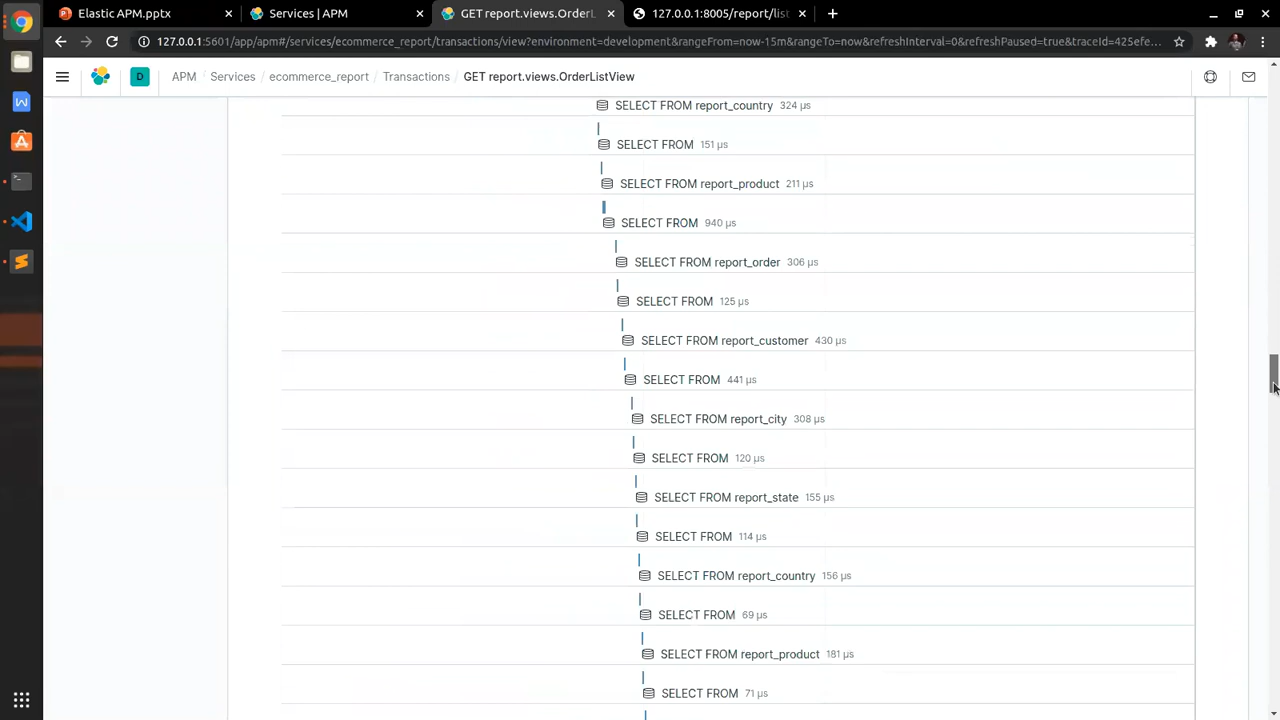 Elastic APM.pptx
Services | APM
GET report.views.OrderL
127.0.0.1:8005/report/list
127.0.0.1:5601/app/apm#/services/ecommerce_report/transactions/view?environment=development&rangeFrom=now-15m&rangeTo=now&refreshInterval=0&refreshPaused=true&traceId=425efe…
D
APM
Services
ecommerce_report
Transactions
GET report.views.OrderListView
SELECT FROM report_country 324 μs
SELECT FROM 151 μs
SELECT FROM report_product 211 μs
SELECT FROM 940 μs
SELECT FROM report_order 306 μs
SELECT FROM 125 μs
SELECT FROM report_customer 430 μs
SELECT FROM 441 μs
SELECT FROM report_city 308 μs
SELECT FROM 120 μs
SELECT FROM report_state 155 μs
SELECT FROM 114 μs
SELECT FROM report_country 156 μs
SELECT FROM 69 μs
SELECT FROM report_product 181 μs
SELECT FROM 71 μs